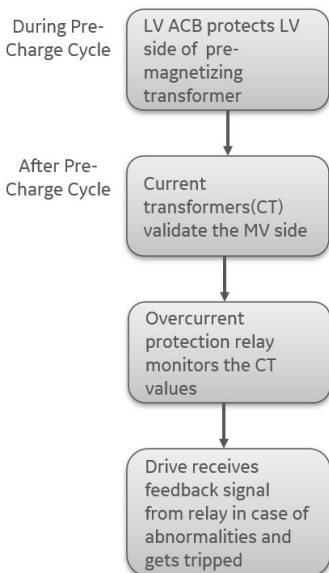 During Pre-
Charge Cycle
LV ACB protects LV
side of pre-
magnetizing
transformer
After Pre-
Charge Cycle
Current
transformers(CT)
validate the MV side
Overcurrent
protection relay
monitors the CT
values
Drive receives
feedback signal
from relay in case of
abnormalities and
gets tripped